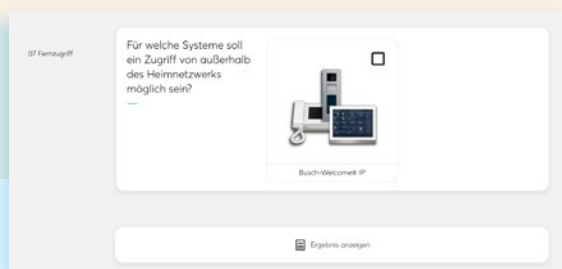 07 Fernzugriff
Für welche Systeme soll
ein Zugriff von außerhalb
des Heimnetzwerks
möglich sein?
Busch-Welcome® IP
Ergebnis anzeigen